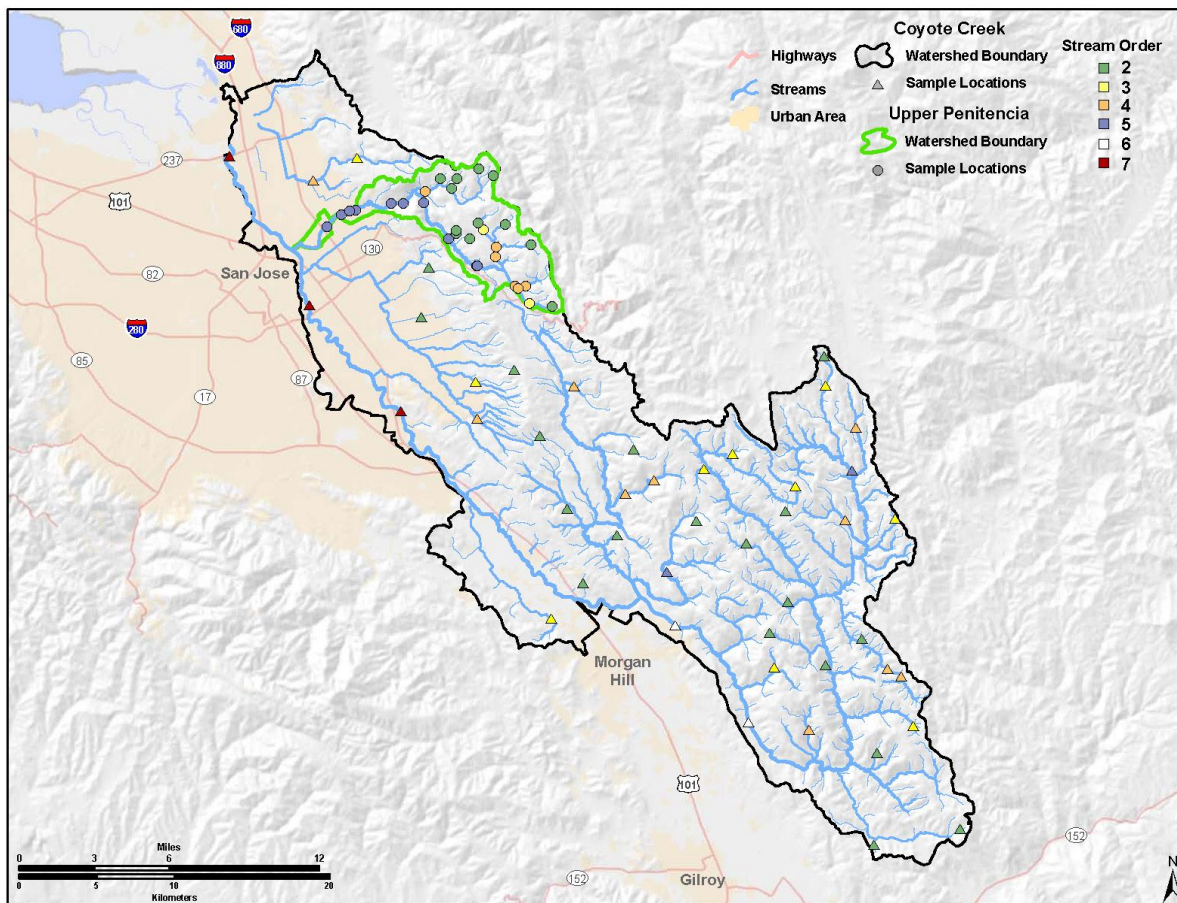 680
880
237
101
130
San Jose
82
280
85
17
87
Morgan
Hill
101
152
152
Gilroy
Highways
Streams
Urban Area
Coyote Creek
Watershed Boundary
Sample Locations
Upper Penitencia
Watershed Boundary
Sample Locations
Stream Order
2
3
4
5
6
7
Miles
0 3 6 12
0 5 10 20
Kilometers
N